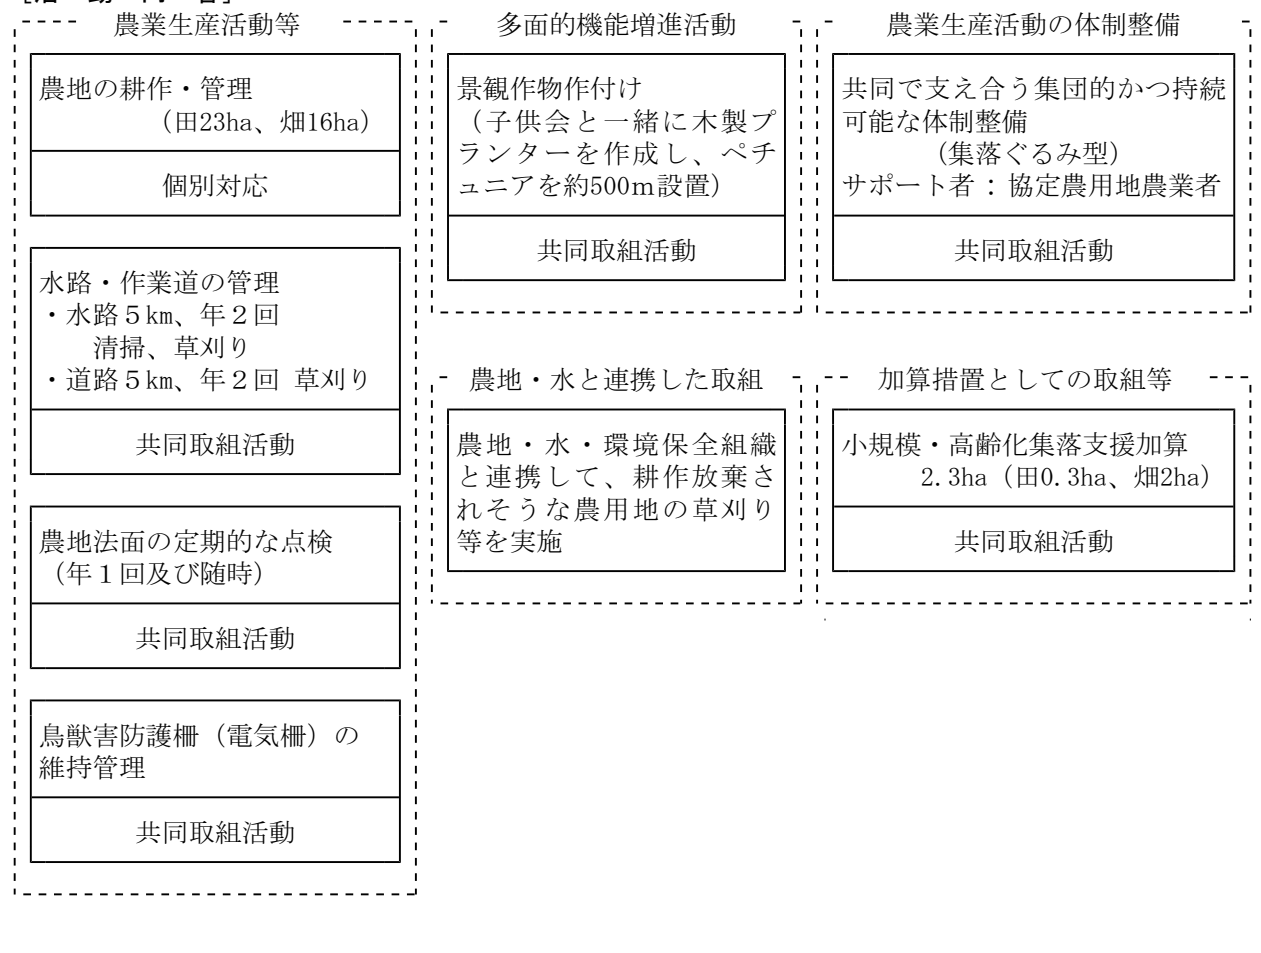 農業生産活動等
農地の耕作・管理
（田23ha、畑16ha）
個別対応
水路・作業道の管理
・水路５km、年２回
清掃、草刈り
・道路５km、年２回 草刈り
共同取組活動
農地法面の定期的な点検
（年１回及び随時）
共同取組活動
鳥獣害防護柵（電気柵）の
維持管理
共同取組活動
多面的機能増進活動
景観作物作付け
（子供会と一緒に木製プ
ランターを作成し、ペチ
ュニアを約500ｍ設置）
共同取組活動
農業生産活動の体制整備
共同で支え合う集団的かつ持続
可能な体制整備
（集落ぐるみ型）
サポート者：協定農用地農業者
共同取組活動
農地・水と連携した取組
農地・水・環境保全組織
と連携して、耕作放棄さ
れそうな農用地の草刈り
等を実施
加算措置としての取組等
小規模・高齢化集落支援加算
2.3ha（田0.3ha、畑2ha）
共同取組活動